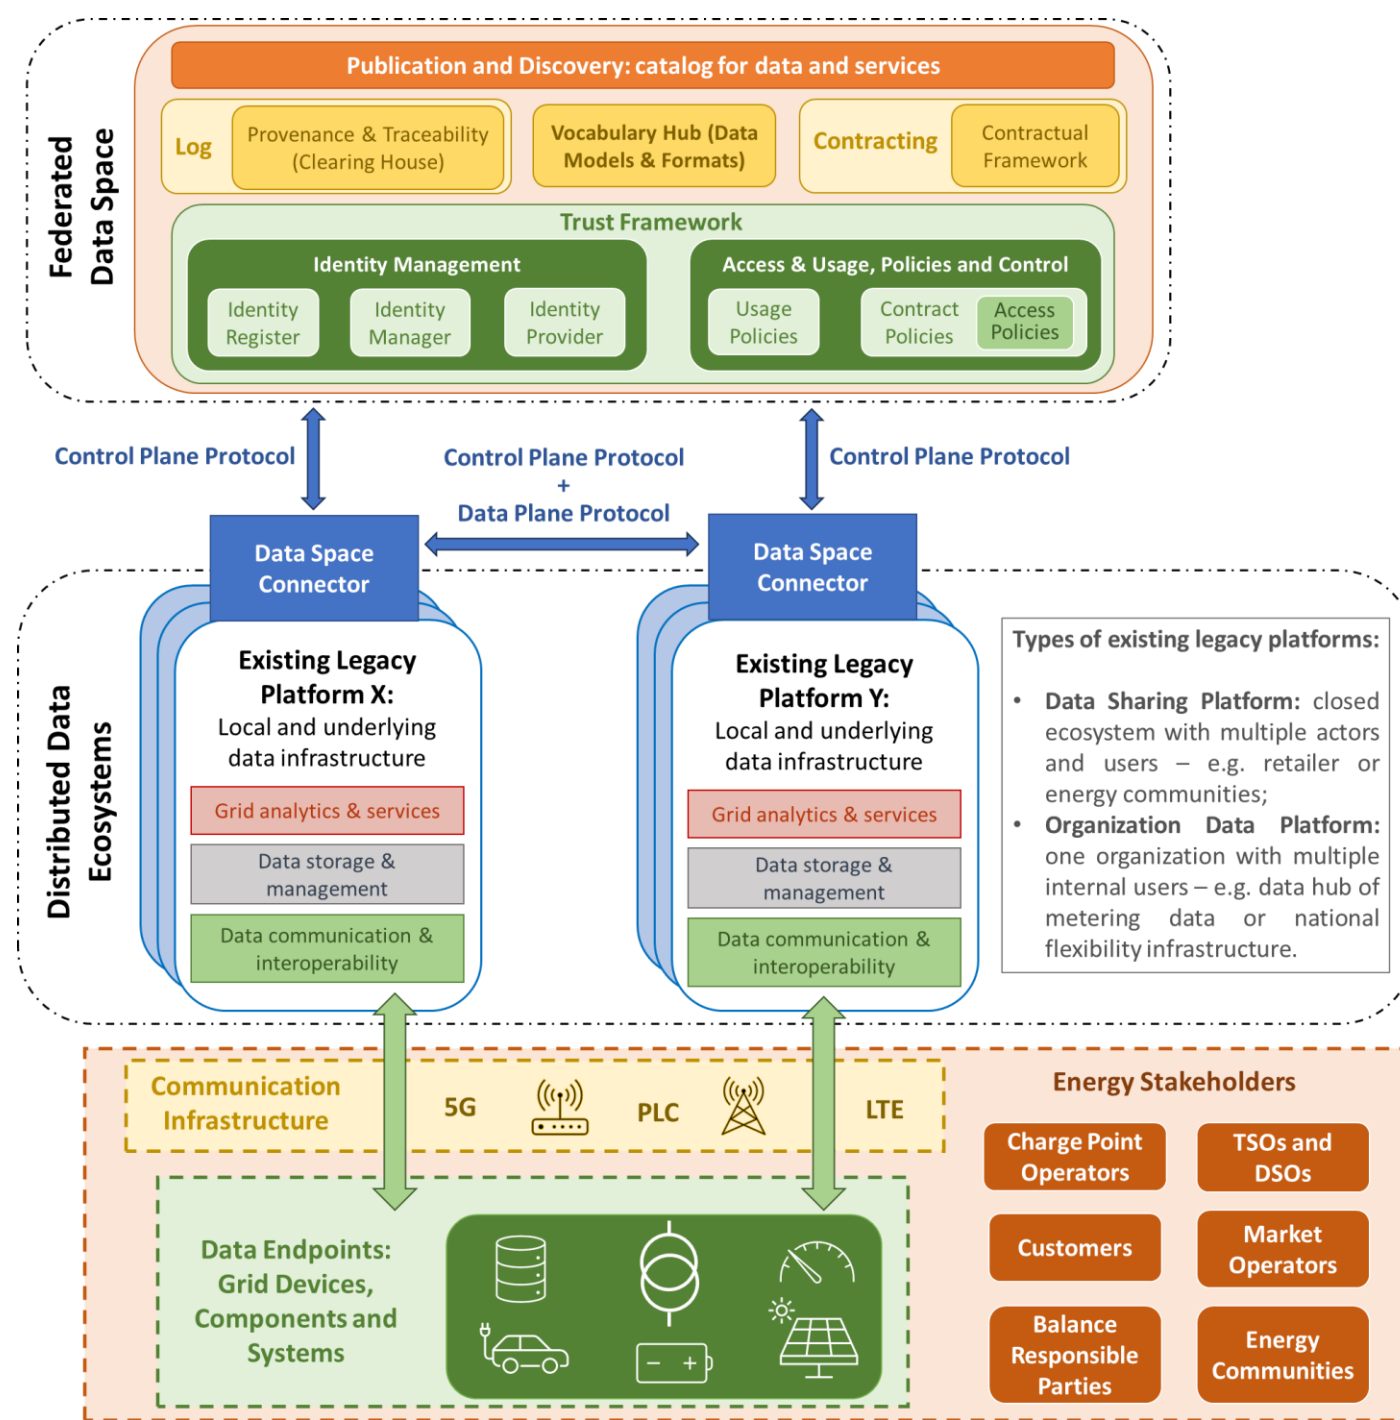 Federated
Data Space
Publication and Discovery: catalog for data and services
Log
Provenance & Traceability
(Clearing House)
Vocabulary Hub (Data
Models & Formats)
Contracting
Contractual
Framework
Trust Framework
Identity Management
Identity
Register
Identity
Manager
Identity
Provider
Access & Usage, Policies and Control
Usage
Policies
Contract
Policies
Access
Policies
Control Plane Protocol
Control Plane Protocol
+
Data Plane Protocol
Control Plane Protocol
Data Space
Connector
Data Space
Connector
Distributed Data
Ecosystems
Existing Legacy
Platform X:
Local and underlying
data infrastructure
Grid analytics & services
Data storage &
management
Data communication &
interoperability
Existing Legacy
Platform Y:
Local and underlying
data infrastructure
Grid analytics & services
Data storage &
management
Data communication &
interoperability
Types of existing legacy platforms:
• Data Sharing Platform: closed
ecosystem with multiple actors
and users – e.g. retailer or
energy communities;
• Organization Data Platform:
one organization with multiple
internal users – e.g. data hub of
metering data or national
flexibility infrastructure.
Communication
Infrastructure
5G
PLC
LTE
Data Endpoints:
Grid Devices,
Components and
Systems
Energy Stakeholders
Charge Point
Operators
TSOs and
DSOs
Customers
Market
Operators
Balance
Responsible
Parties
Energy
Communities